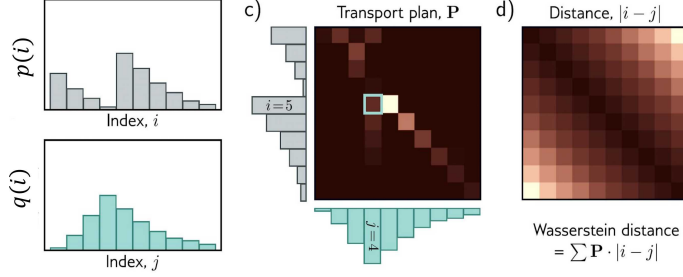 p(i)
Index, i
q(i)
Index, j
c)
Transport plan, P
i=5
j=4
d)
Distance, |i − j|
Wasserstein distance
= ∑ P · |i − j|